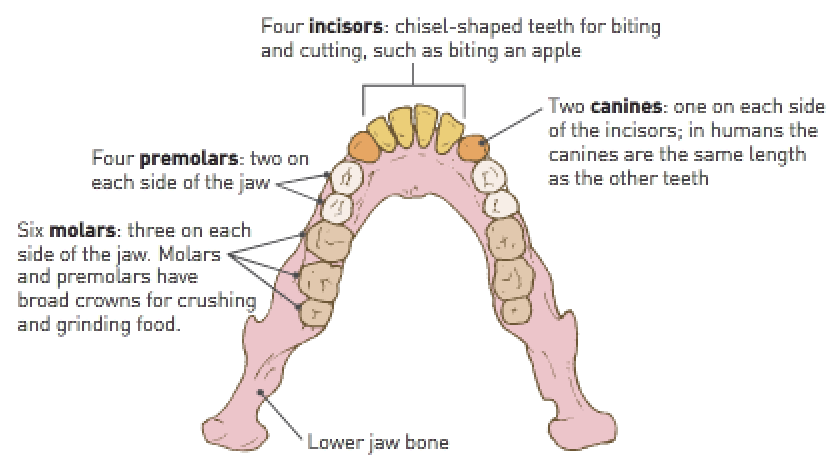 Four incisors: chisel-shaped teeth for biting
and cutting, such as biting an apple
Two canines: one on each side
of the incisors; in humans the
canines are the same length
as the other teeth
Four premolars: two on
each side of the jaw
Six molars: three on each
side of the jaw. Molars
and premolars have
broad crowns for crushing
and grinding food.
Lower jaw bone